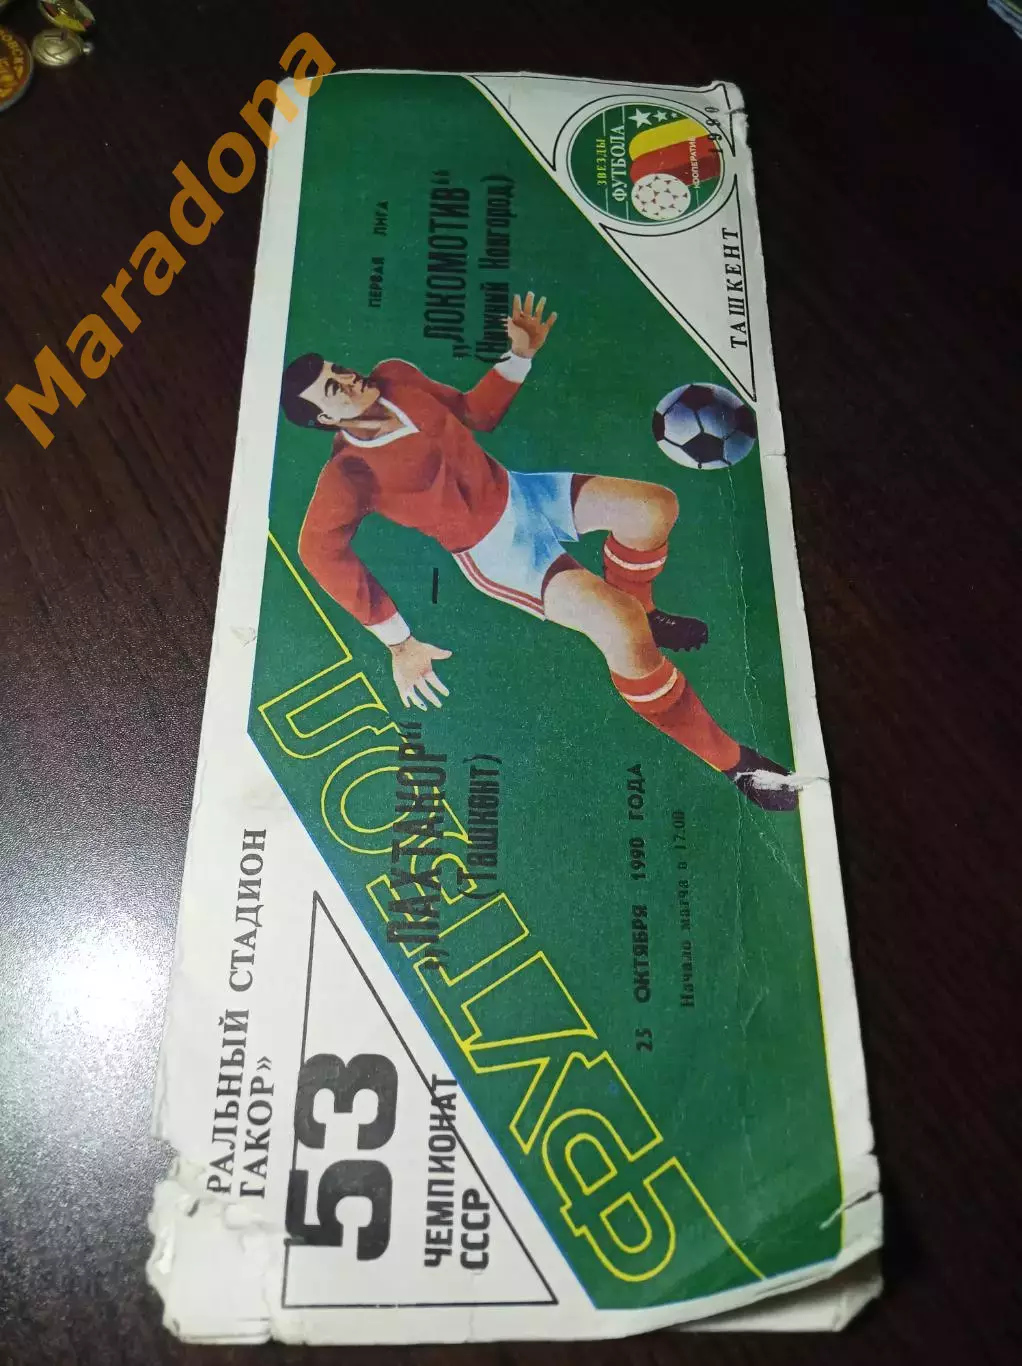 Maradona
РАЛЬНЫЙ СТАДИОН
ТАКОР»
53
ЧЕМПИОНАТ
СССР
ФУТБОЛ
ПЕРВАЯ ЛИГА
„ПАХТАКОР“ — „ЛОКОМОТИВ“
(Ташкент) (Нижний Новгород)
25 ОКТЯБРЯ 1990 ГОДА
Начало матча в 17.00
ЗВЕЗДЫ
ФУТБОЛА
КООПЕРАТИВ
ТАШКЕНТ
1990